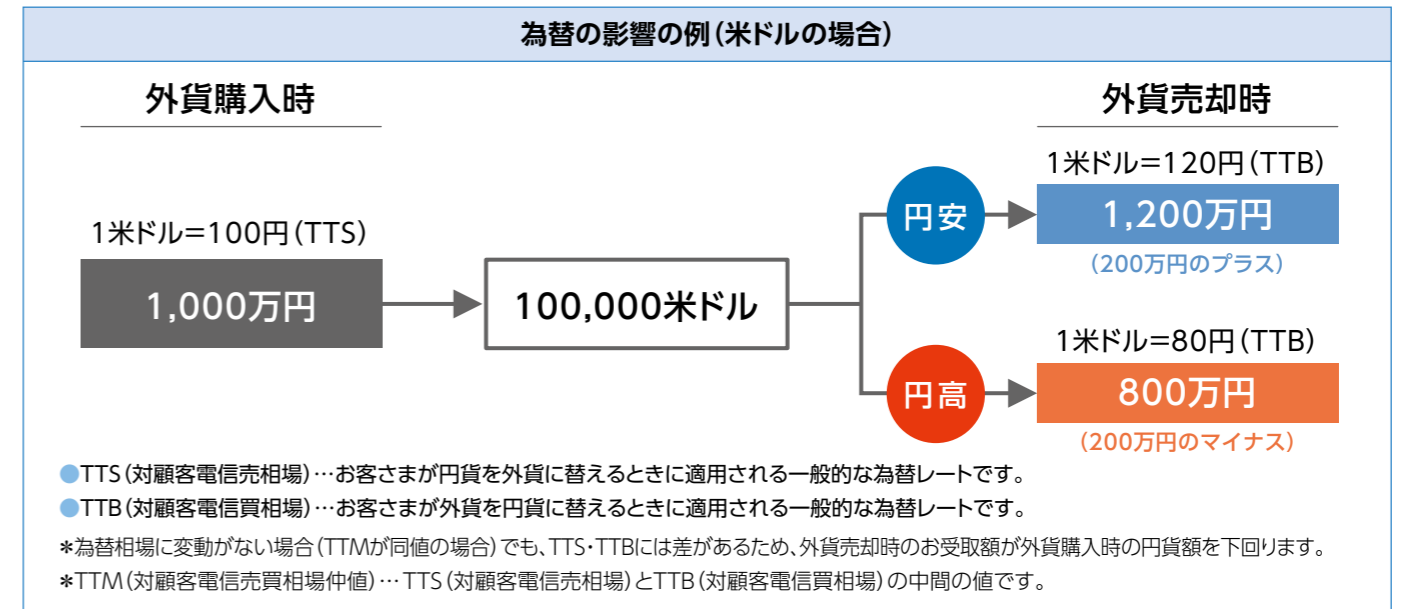 為替の影響の例(米ドルの場合)
外貨購入時
外貨売却時
1米ドル=100円(TTS)
1,000万円
100,000米ドル
円安
1米ドル=120円(TTB)
1,200万円
(200万円のプラス)
円高
1米ドル=80円(TTB)
800万円
(200万円のマイナス)
●TTS(対顧客電信売相場)…お客さまが円貨を外貨に替えるときに適用される一般的な為替レートです。
●TTB(対顧客電信買相場)…お客さまが外貨を円貨に替えるときに適用される一般的な為替レートです。
*為替相場に変動がない場合(TTMが同値の場合)でも、TTS・TTBには差があるため、外貨売却時のお受取額が外貨購入時の円貨額を下回ります。
*TTM(対顧客電信売買相場仲値)…TTS(対顧客電信売相場)とTTB(対顧客電信買相場)の中間の値です。